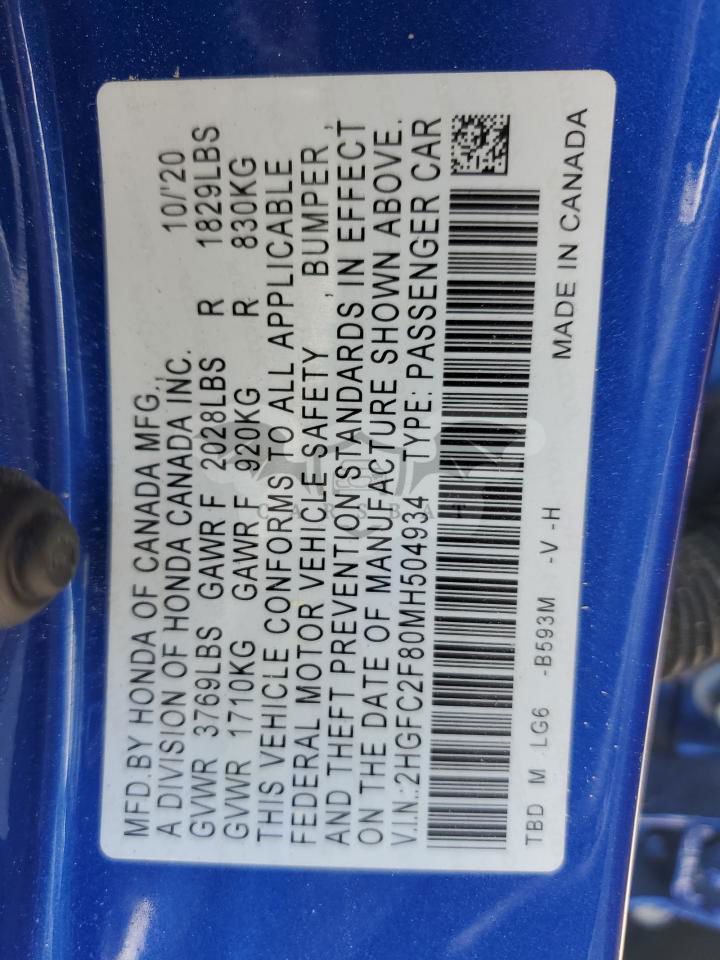 MFD.BY HONDA OF CANADA MFG., 10/'20
A DIVISION OF HONDA CANADA INC.
GVWR 3769LBS GAWR F 2028LBS R 1829LBS
GVWR 1710KG GAWR F 920KG R 830KG
THIS VEHICLE CONFORMS TO ALL APPLICABLE
FEDERAL MOTOR VEHICLE SAFETY , BUMPER ,
AND THEFT PREVENTION STANDARDS IN EFFECT
ON THE DATE OF MANUFACTURE SHOWN ABOVE.
V.I.N.:2HGFC2F80MH504934 TYPE: PASSENGER CAR
TBD M LG6 -B593M -V -H MADE IN CANADA
CARSBAT